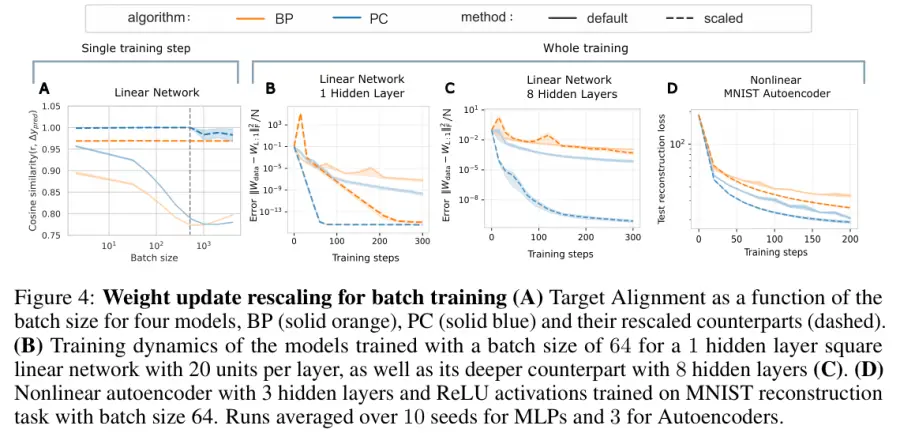 algorithm: BP PC method : default scaled
Single training step
Whole training
A
Linear Network
Cosine similarity(r, Δy_pred)
1.05
1.00
0.95
0.90
0.85
0.80
0.75
10¹ 10² 10³
Batch size
B
Linear Network
1 Hidden Layer
Error ‖W_data − W_L:1‖²_F /N
10³
10⁻¹
10⁻⁵
10⁻⁹
10⁻¹³
0 100 200 300
Training steps
C
Linear Network
8 Hidden Layers
Error ‖W_data − W_L:1‖²_F /N
10¹
10⁻²
10⁻⁵
10⁻⁸
0 100 200 300
Training steps
D
Nonlinear
MNIST Autoencoder
Test reconstruction loss
10²
0 50 100 150 200
Training steps
Figure 4: Weight update rescaling for batch training (A) Target Alignment as a function of the
batch size for four models, BP (solid orange), PC (solid blue) and their rescaled counterparts (dashed).
(B) Training dynamics of the models trained with a batch size of 64 for a 1 hidden layer square
linear network with 20 units per layer, as well as its deeper counterpart with 8 hidden layers (C). (D)
Nonlinear autoencoder with 3 hidden layers and ReLU activations trained on MNIST reconstruction
task with batch size 64. Runs averaged over 10 seeds for MLPs and 3 for Autoencoders.